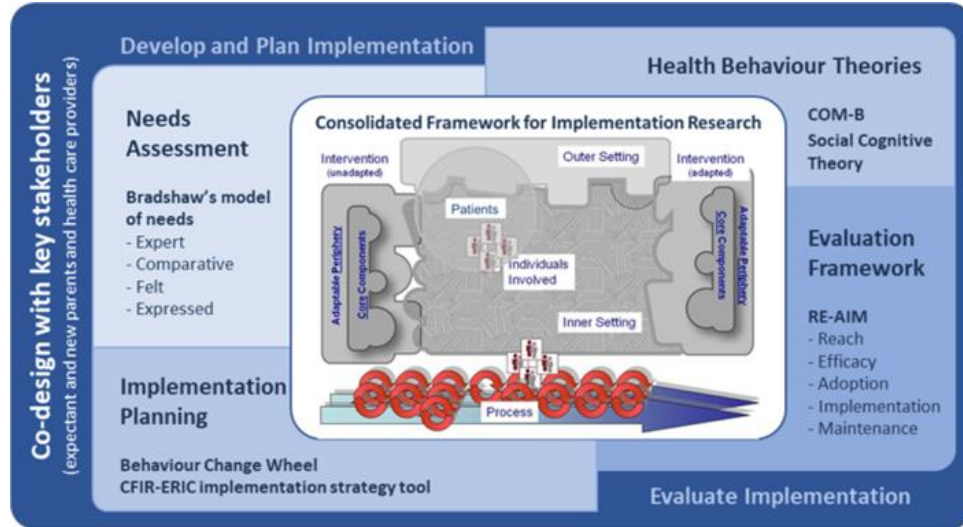 Co-design with key stakeholders
(expectant and new parents and health care providers)
Develop and Plan Implementation
Needs
Assessment
Bradshaw's model
of needs
- Expert
- Comparative
- Felt
- Expressed
Implementation
Planning
Behaviour Change Wheel
CFIR-ERIC implementation strategy tool
Consolidated Framework for Implementation Research
Intervention
(unadapted)
Outer Setting
Intervention
(adapted)
Adaptable Periphery
Core Components
Patients
Individuals
Involved
Inner Setting
Core Components
Adaptable Periphery
Process
Health Behaviour Theories
COM-B
Social Cognitive
Theory
Evaluation
Framework
RE-AIM
- Reach
- Efficacy
- Adoption
- Implementation
- Maintenance
Evaluate Implementation